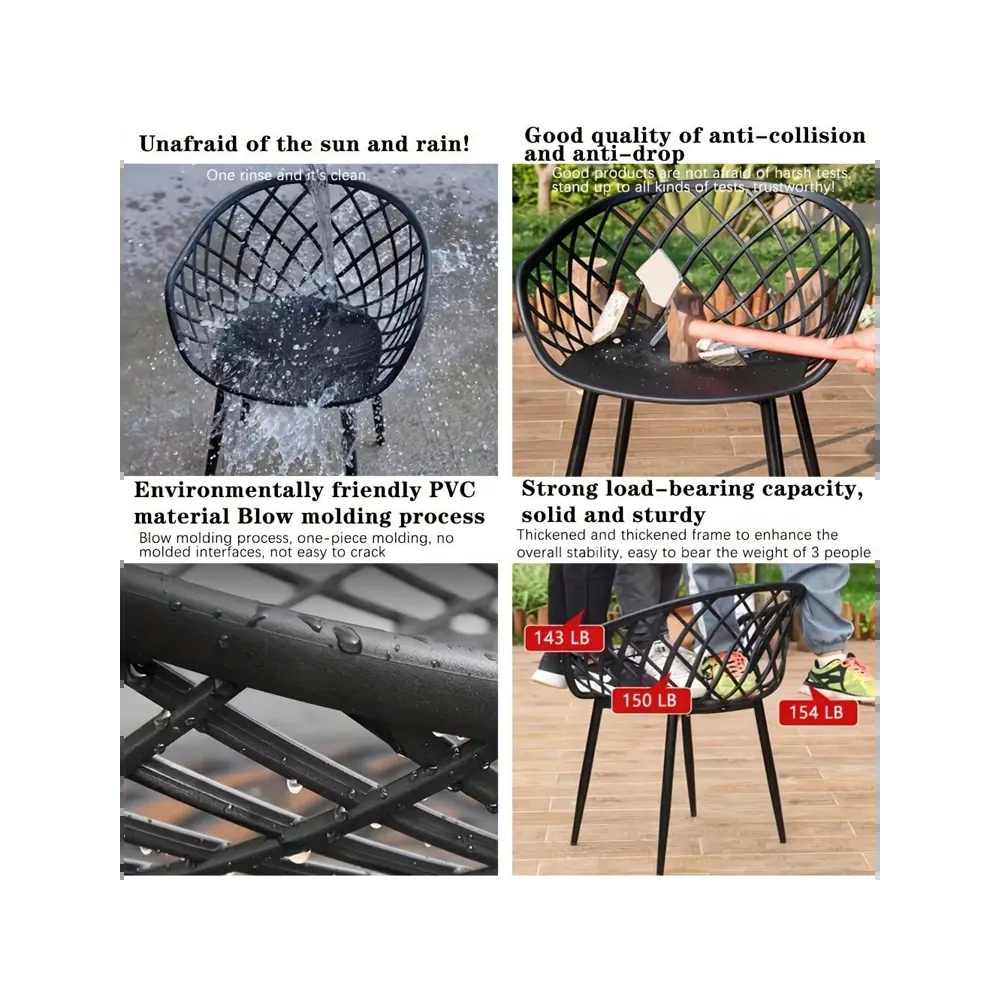 Unafraid of the sun and rain!
One rinse and it's clean,
Good quality of anti-collision
and anti-drop
Good products are not afraid of harsh tests,
stand up to all kinds of tests, trustworthy!
Environmentally friendly PVC
material Blow molding process
Blow molding process, one-piece molding, no
molded interfaces, not easy to crack
Strong load-bearing capacity,
solid and sturdy
Thickened and thickened frame to enhance the
overall stability, easy to bear the weight of 3 people
143 LB
150 LB
154 LB